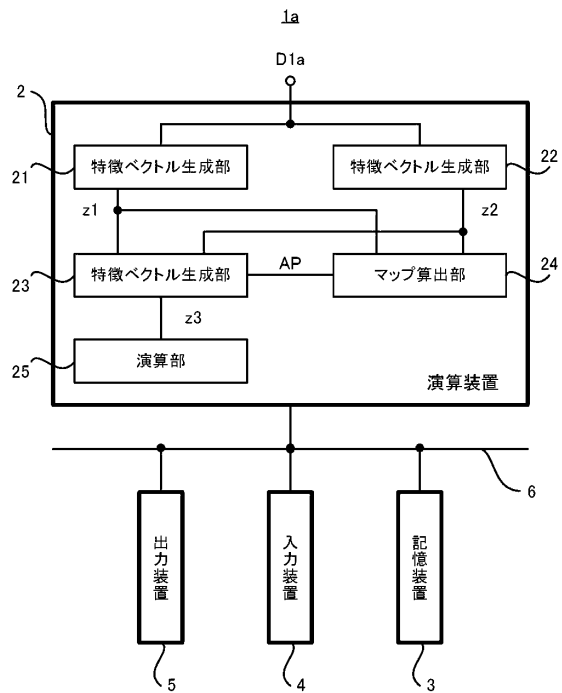 1a
D1a
2
特徴ベクトル生成部
特徴ベクトル生成部
21
22
z1
z2
特徴ベクトル生成部
AP
マップ算出部
23
24
z3
演算部
25
演算装置
6
出力装置
入力装置
記憶装置
5
4
3